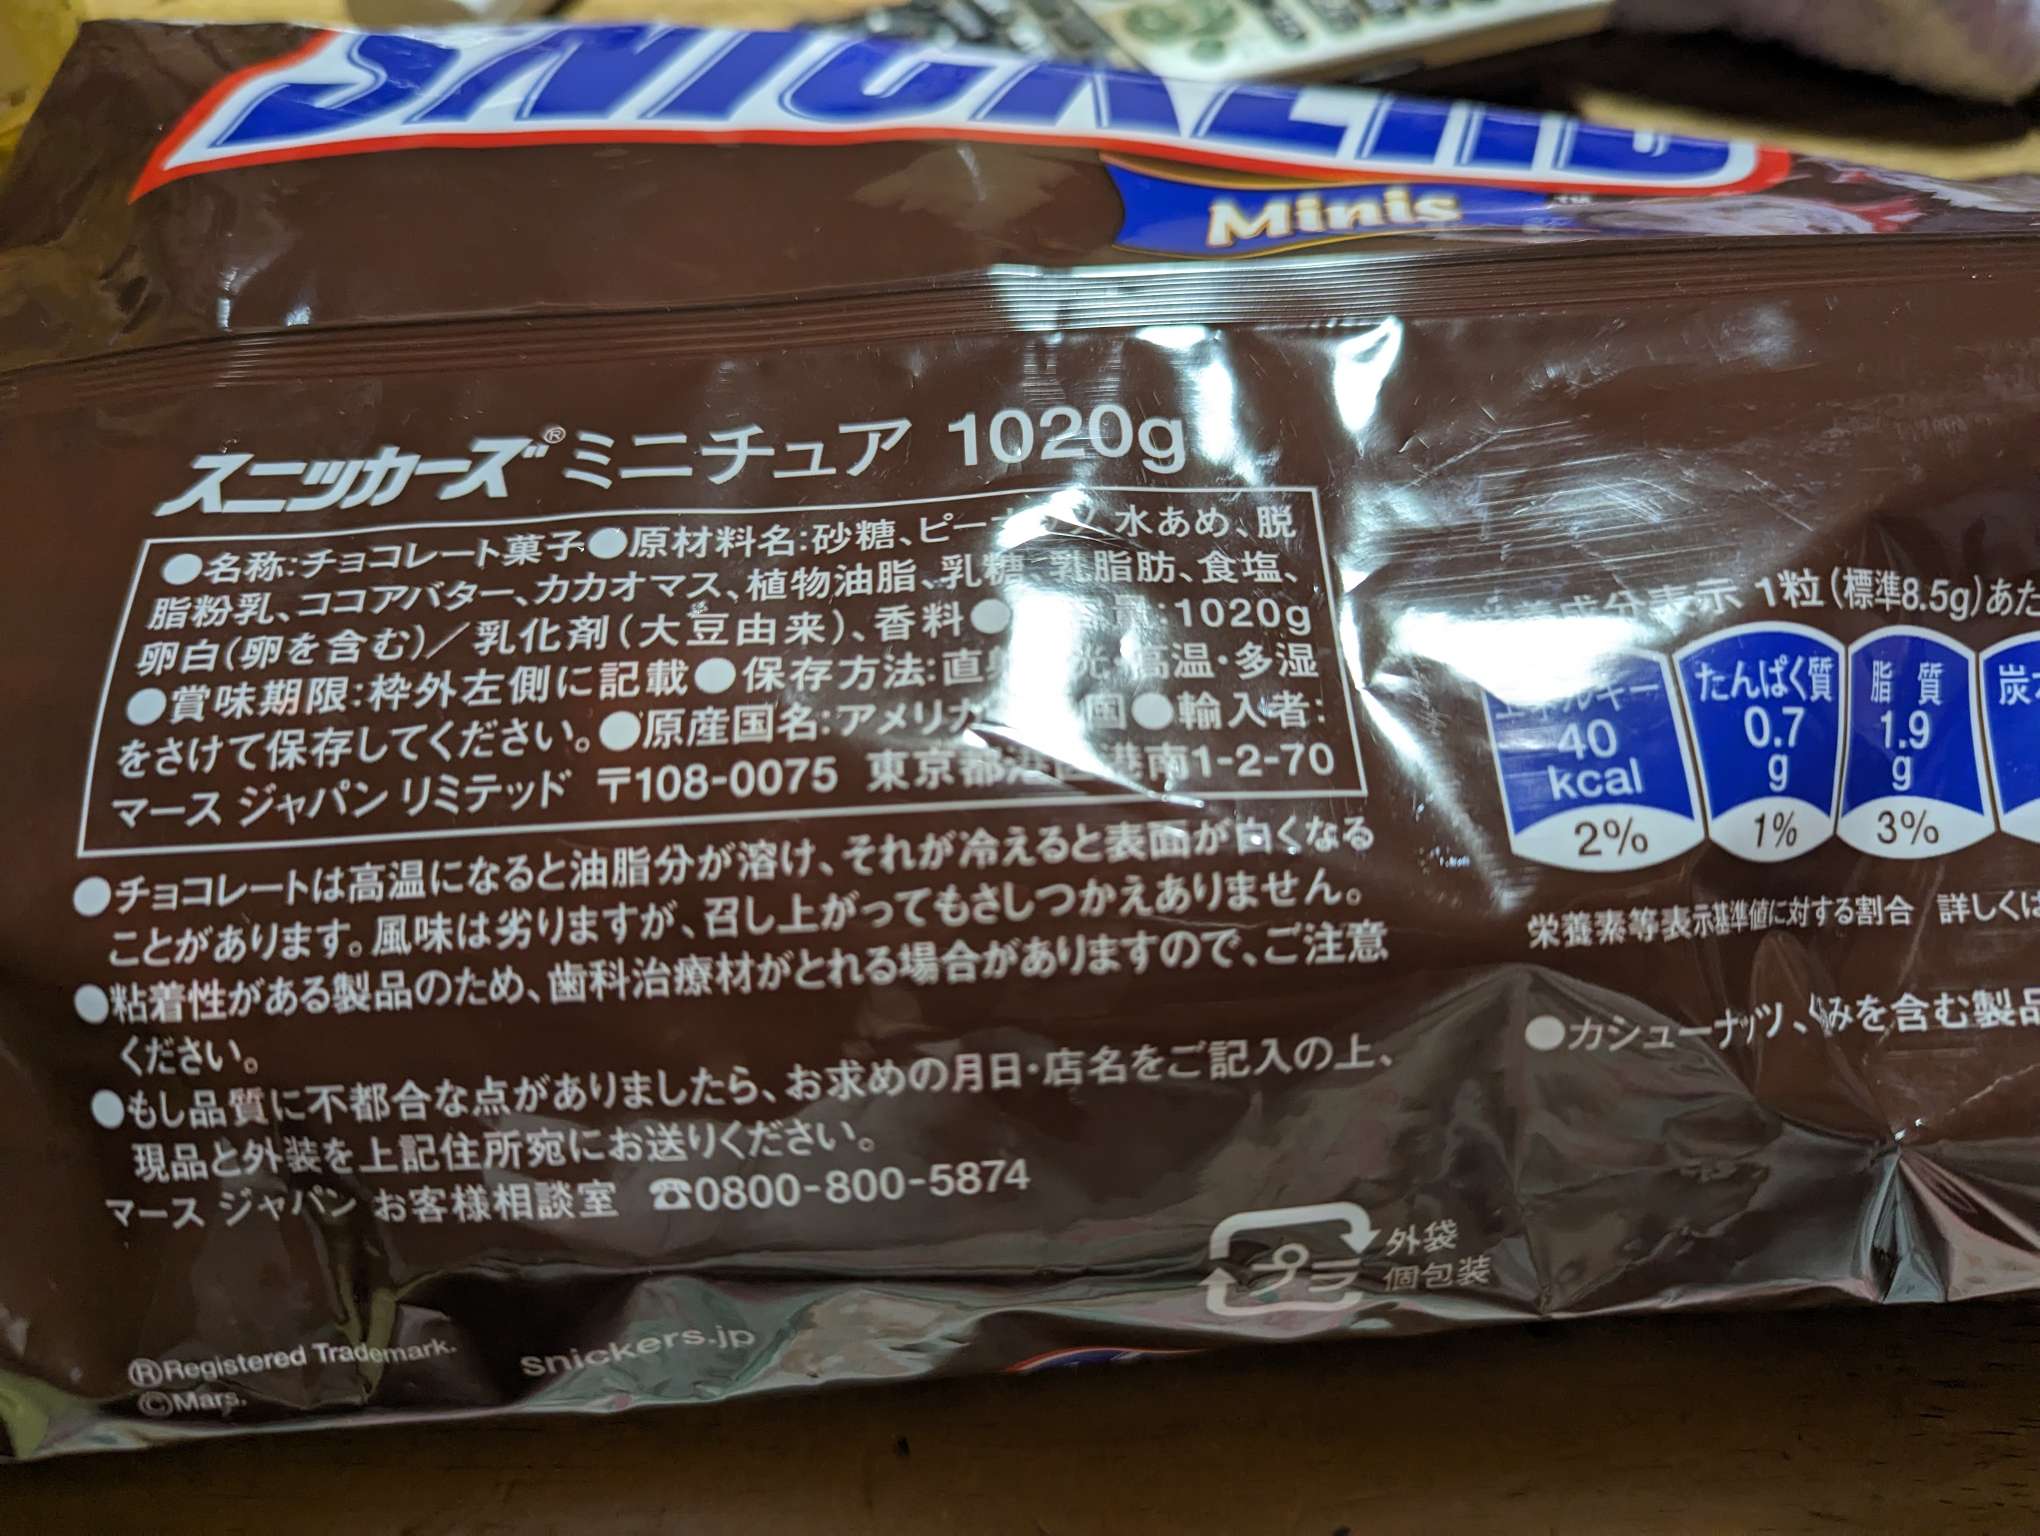 SNICKERS
Minis
スニッカーズ®ミニチュア 1020g
●名称:チョコレート菓子●原材料名:砂糖、ピーナッツ、水あめ、脱
脂粉乳、ココアバター、カカオマス、植物油脂、乳糖、乳脂肪、食塩、
卵白(卵を含む)/乳化剤(大豆由来)、香料● :1020g
●賞味期限:枠外左側に記載●保存方法:直 光・高温・多湿
をさけて保存してください。●原産国名:アメリカ 国●輸入者:
マース ジャパン リミテッド 〒108-0075 東京都港区港南1-2-70
●チョコレートは高温になると油脂分が溶け、それが冷えると表面が白くなる
ことがあります。風味は劣りますが、召し上がってもさしつかえありません。
●粘着性がある製品のため、歯科治療材がとれる場合がありますので、ご注意
ください。
●もし品質に不都合な点がありましたら、お求めの月日・店名をご記入の上、
現品と外装を上記住所宛にお送りください。
マース ジャパン お客様相談室 ☎0800-800-5874
プラ
外袋
個包装
®Registered Trademark.
©Mars.
snickers.jp
栄養成分表示 1粒(標準8.5g)あた
エネルギー
40
kcal
2%
たんぱく質
0.7
g
1%
脂質
1.9
g
3%
炭
栄養素等表示基準値に対する割合 詳しくは
●カシューナッツ、くるみを含む製品